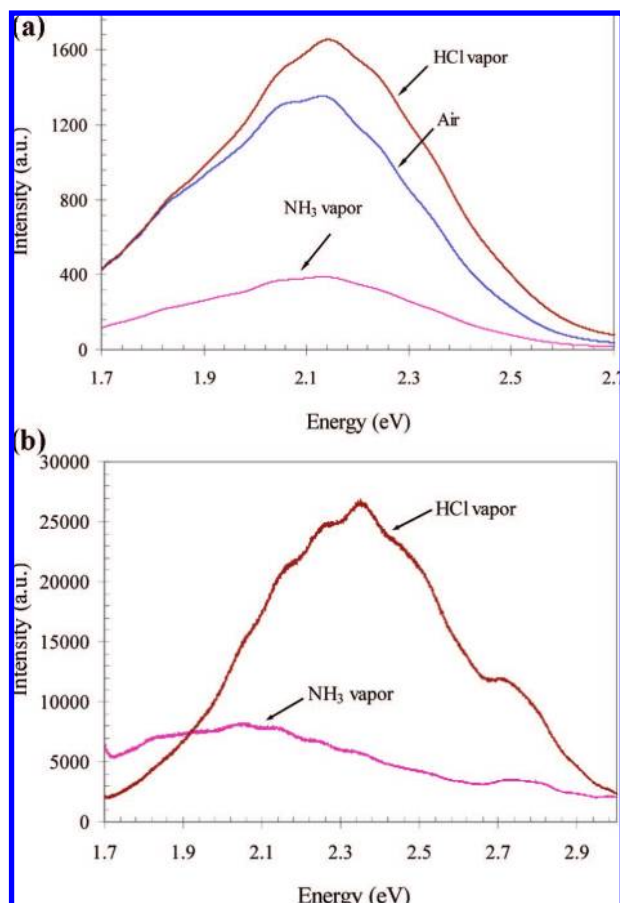 (a)
1600
HCl vapor
1200
Air
Intensity (a.u.)
800
NH3 vapor
400
0
1.7 1.9 2.1 2.3 2.5 2.7
Energy (eV)
(b)
30000
25000
HCl vapor
20000
Intensity (a.u.)
15000
NH3 vapor
10000
5000
0
1.7 1.9 2.1 2.3 2.5 2.7 2.9
Energy (eV)